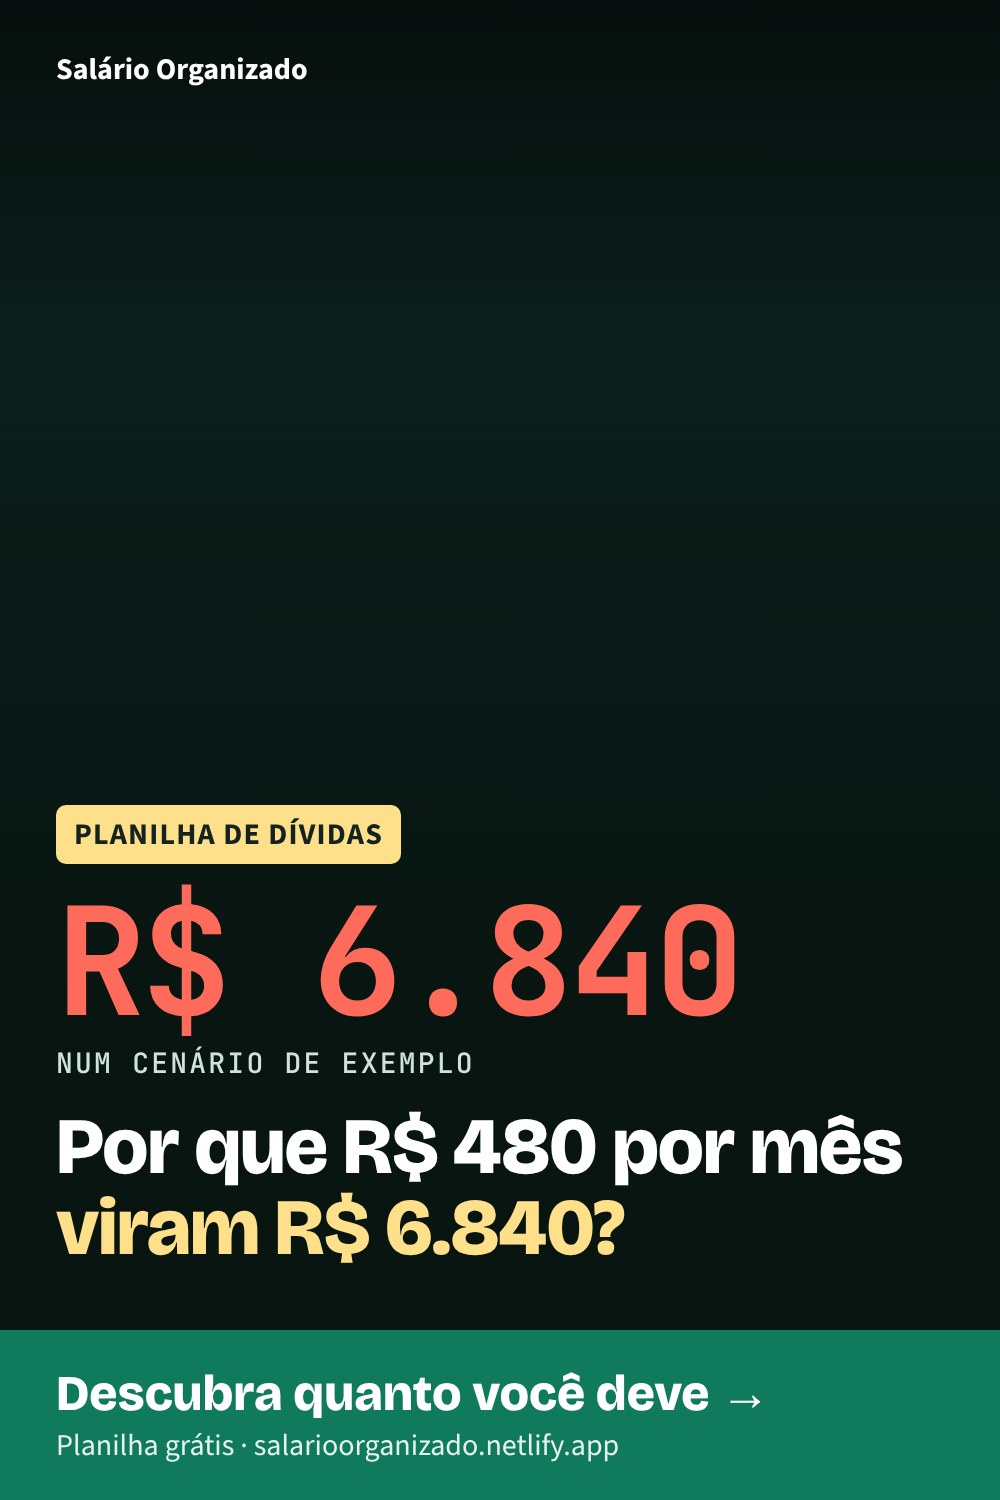 Salário Organizado
PLANILHA DE DÍVIDAS
R$ 6.840
NUM CENÁRIO DE EXEMPLO
Por que R$ 480 por mês
viram R$ 6.840?
Descubra quanto você deve →
Planilha grátis · salarioorganizado.netlify.app